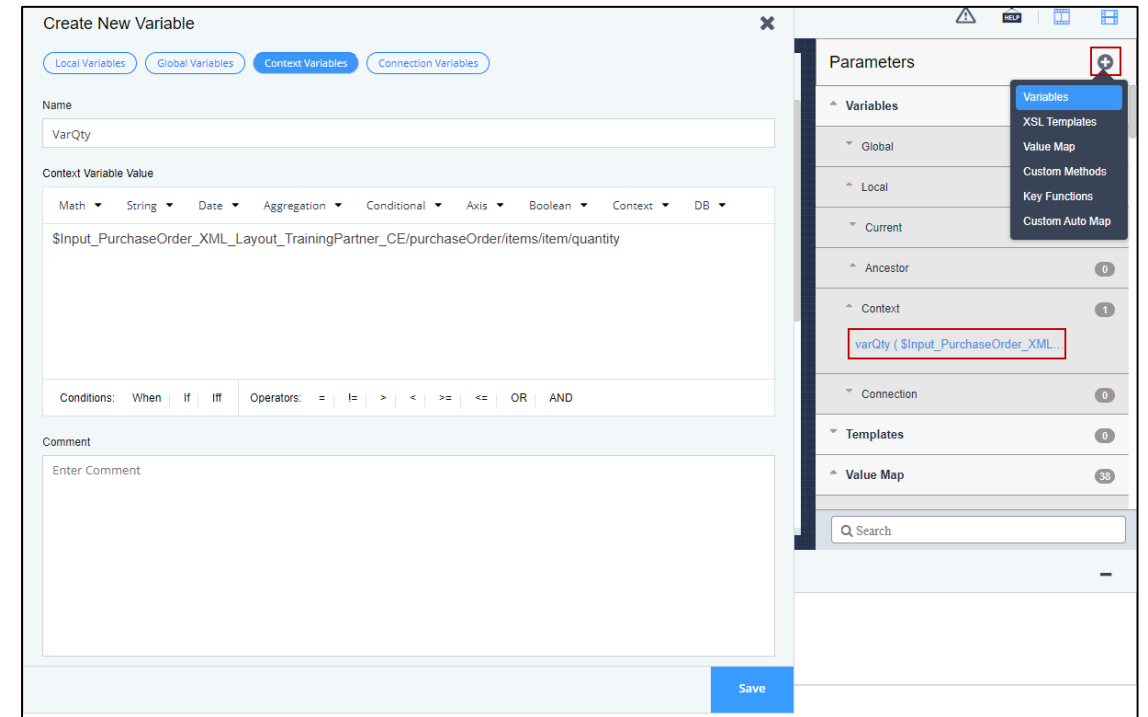 Create New Variable
Local Variables Global Variables Context Variables Connection Variables
Name
VarQty
Context Variable Value
Math String Date Aggregation Conditional Axis Boolean Context DB
$Input_PurchaseOrder_XML_Layout_TrainingPartner_CE/purchaseOrder/items/item/quantity
Conditions: When If Iff Operators: = != > < >= <= OR AND
Comment
Enter Comment
Save
HELP
Parameters
Variables
XSL Templates
Value Map
Custom Methods
Key Functions
Custom Auto Map
Variables
Global
Local
Current
Ancestor 0
Context 1
varQty ( $Input_PurchaseOrder_XML...
Connection 0
Templates 0
Value Map 38
Search